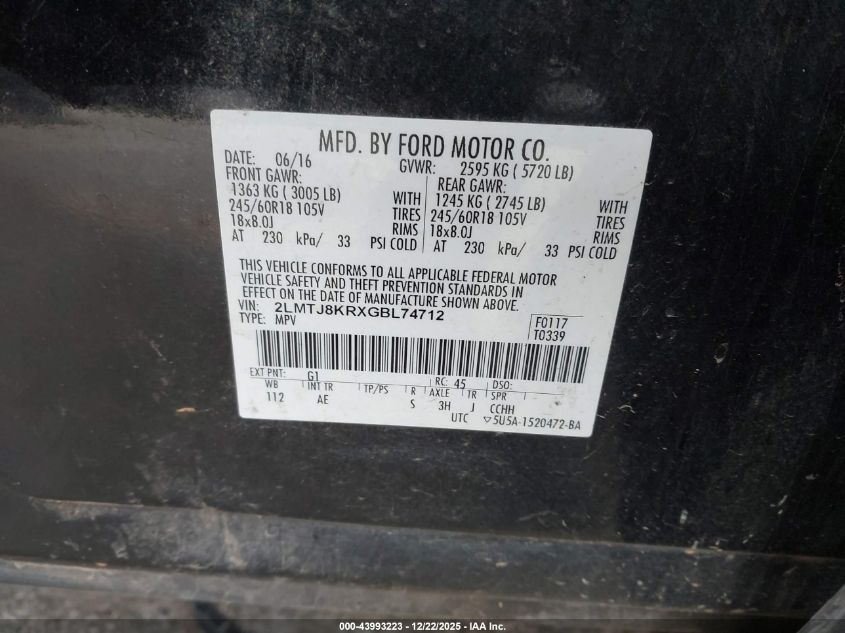 MFD. BY FORD MOTOR CO.
DATE: 06/16 GVWR: 2595 KG ( 5720 LB)
FRONT GAWR: REAR GAWR:
1363 KG ( 3005 LB) WITH 1245 KG ( 2745 LB) WITH
245/60R18 105V TIRES 245/60R18 105V TIRES
18x8.0J RIMS 18x8.0J RIMS
AT 230 kPa/ 33 PSI COLD AT 230 kPa/ 33 PSI COLD
THIS VEHICLE CONFORMS TO ALL APPLICABLE FEDERAL MOTOR
VEHICLE SAFETY AND THEFT PREVENTION STANDARDS IN
EFFECT ON THE DATE OF MANUFACTURE SHOWN ABOVE.
VIN: 2LMTJ8KRXGBL74712
TYPE: MPV
F0117
T0339
EXT PNT: G1 RC: 45 DSO:
WB INT TR TP/PS R AXLE TR SPR
112 AE S 3H J CCHH
UTC ▽5U5A-1520472-BA
000-43993223 - 12/22/2025 - IAA Inc.